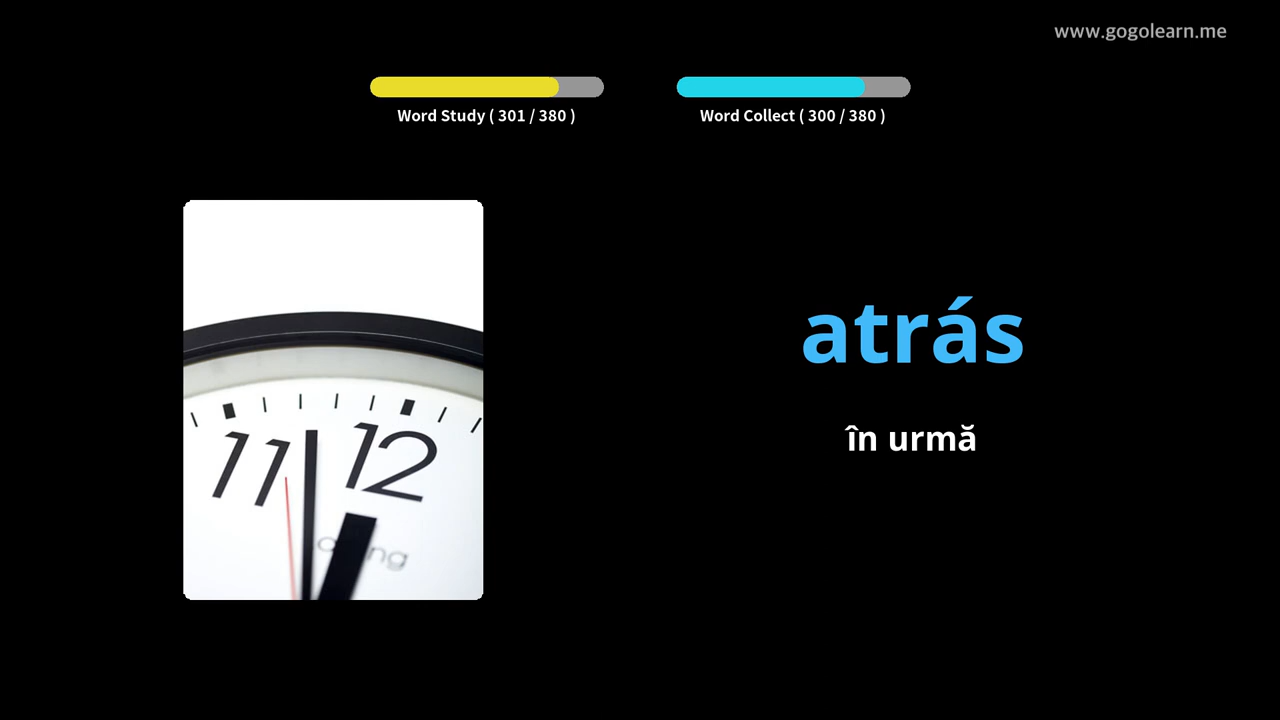 www.gogolearn.me
Word Study ( 301 / 380 )
Word Collect ( 300 / 380 )
atrás
în urmă
11
12